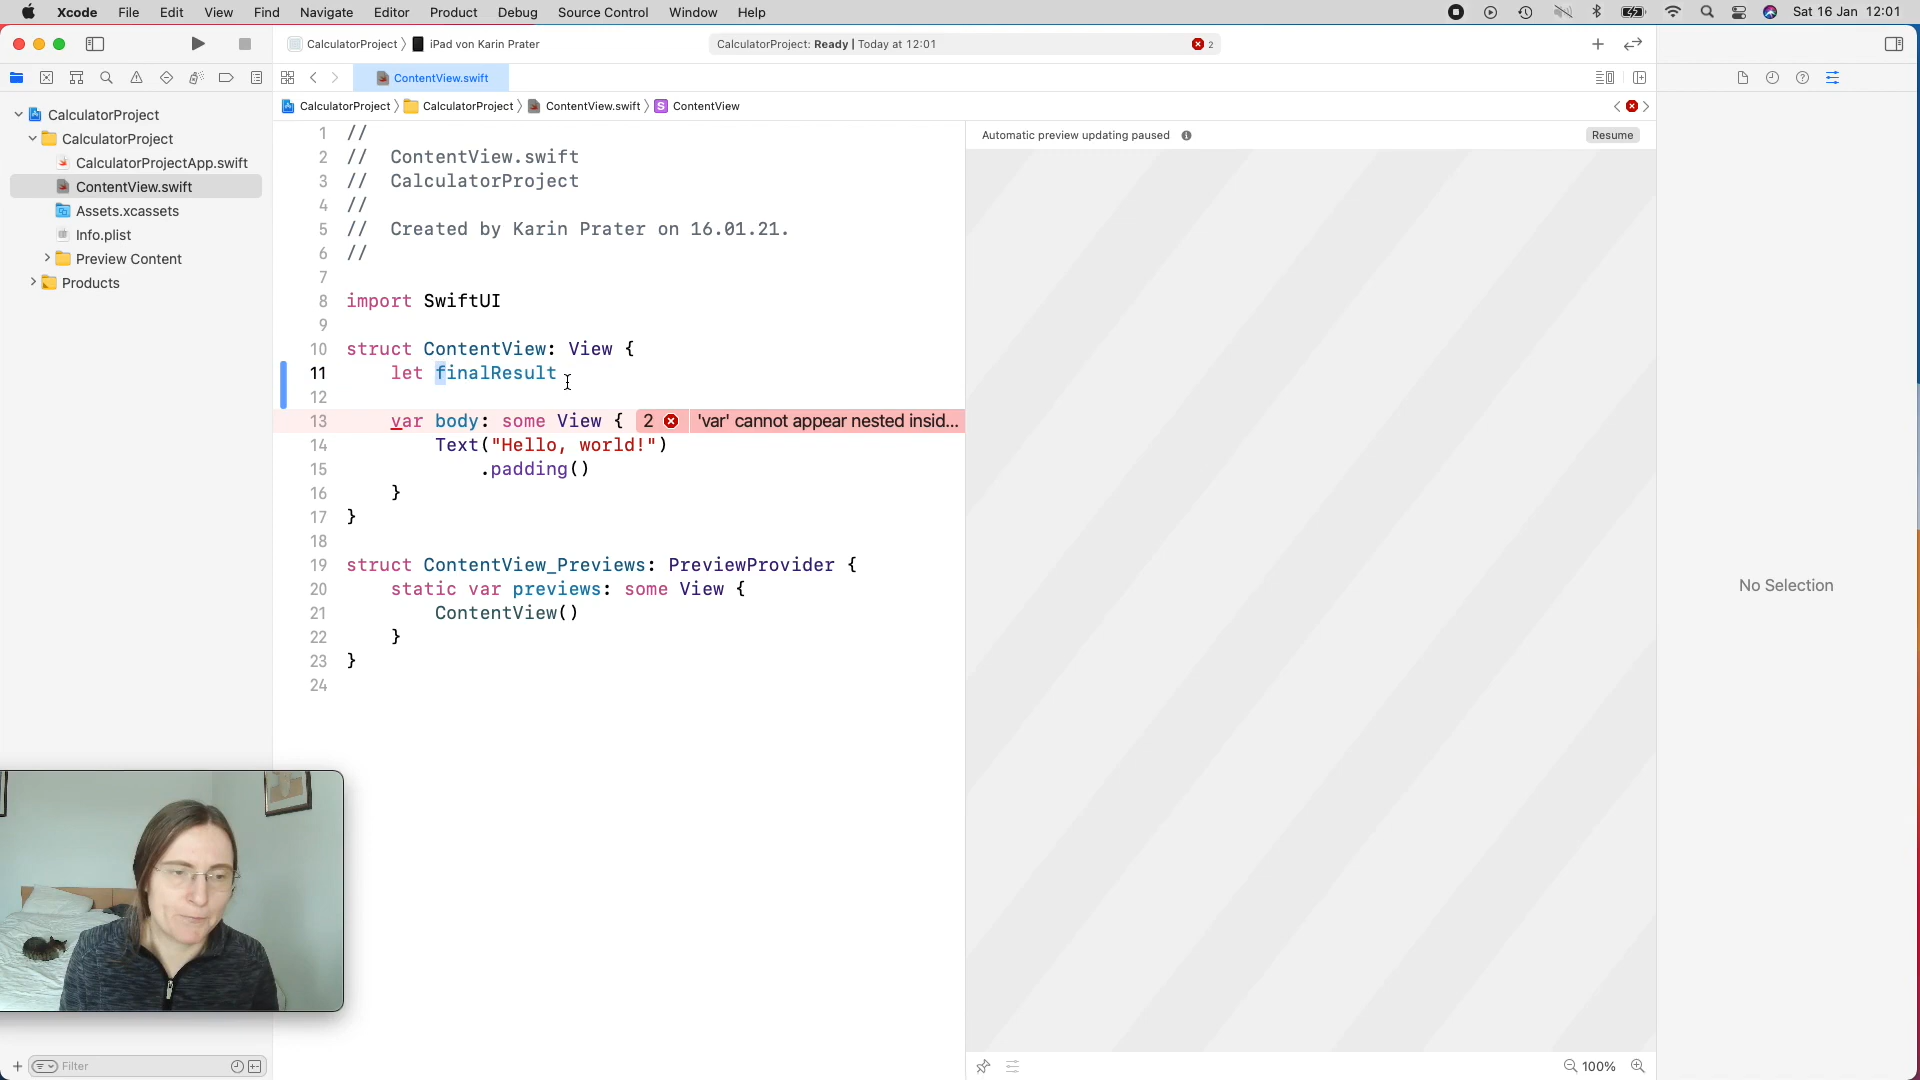 Xcode File Edit View Find Navigate Editor Product Debug Source Control Window Help Sat 16 Jan 12:01
CalculatorProject 〉 iPad von Karin Prater CalculatorProject: Ready | Today at 12:01 2
ContentView.swift
CalculatorProject 〉 CalculatorProject 〉 ContentView.swift 〉 S ContentView
CalculatorProject
CalculatorProject
CalculatorProjectApp.swift
ContentView.swift
Assets.xcassets
Info.plist
Preview Content
Products
1 //
2 // ContentView.swift
3 // CalculatorProject
4 //
5 // Created by Karin Prater on 16.01.21.
6 //
7
8 import SwiftUI
9
10 struct ContentView: View {
11 let finalResult
12
13 var body: some View { 2 'var' cannot appear nested insid...
14 Text("Hello, world!")
15 .padding()
16 }
17 }
18
19 struct ContentView_Previews: PreviewProvider {
20 static var previews: some View {
21 ContentView()
22 }
23 }
24
Automatic preview updating paused Resume
No Selection
Filter
100%